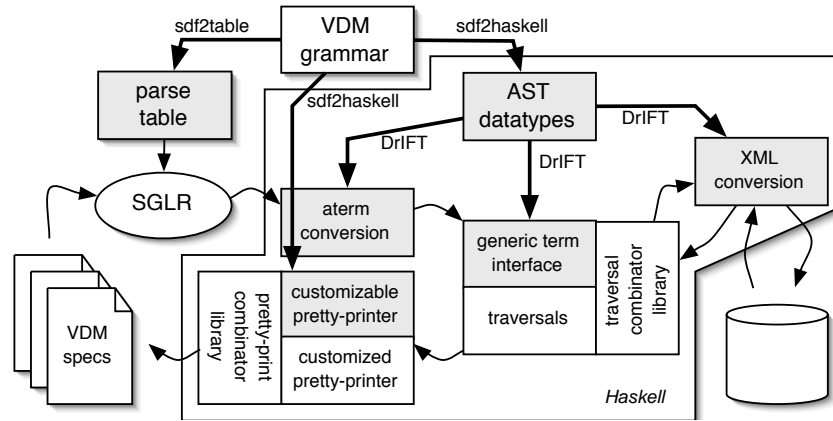 sdf2table
VDM
grammar
sdf2haskell
parse
table
sdf2haskell
AST
datatypes
DrIFT
DrIFT
DrIFT
XML
conversion
SGLR
aterm
conversion
generic term
interface
traversals
traversal
combinator
library
VDM
specs
pretty-print
combinator
library
customizable
pretty-printer
customized
pretty-printer
Haskell